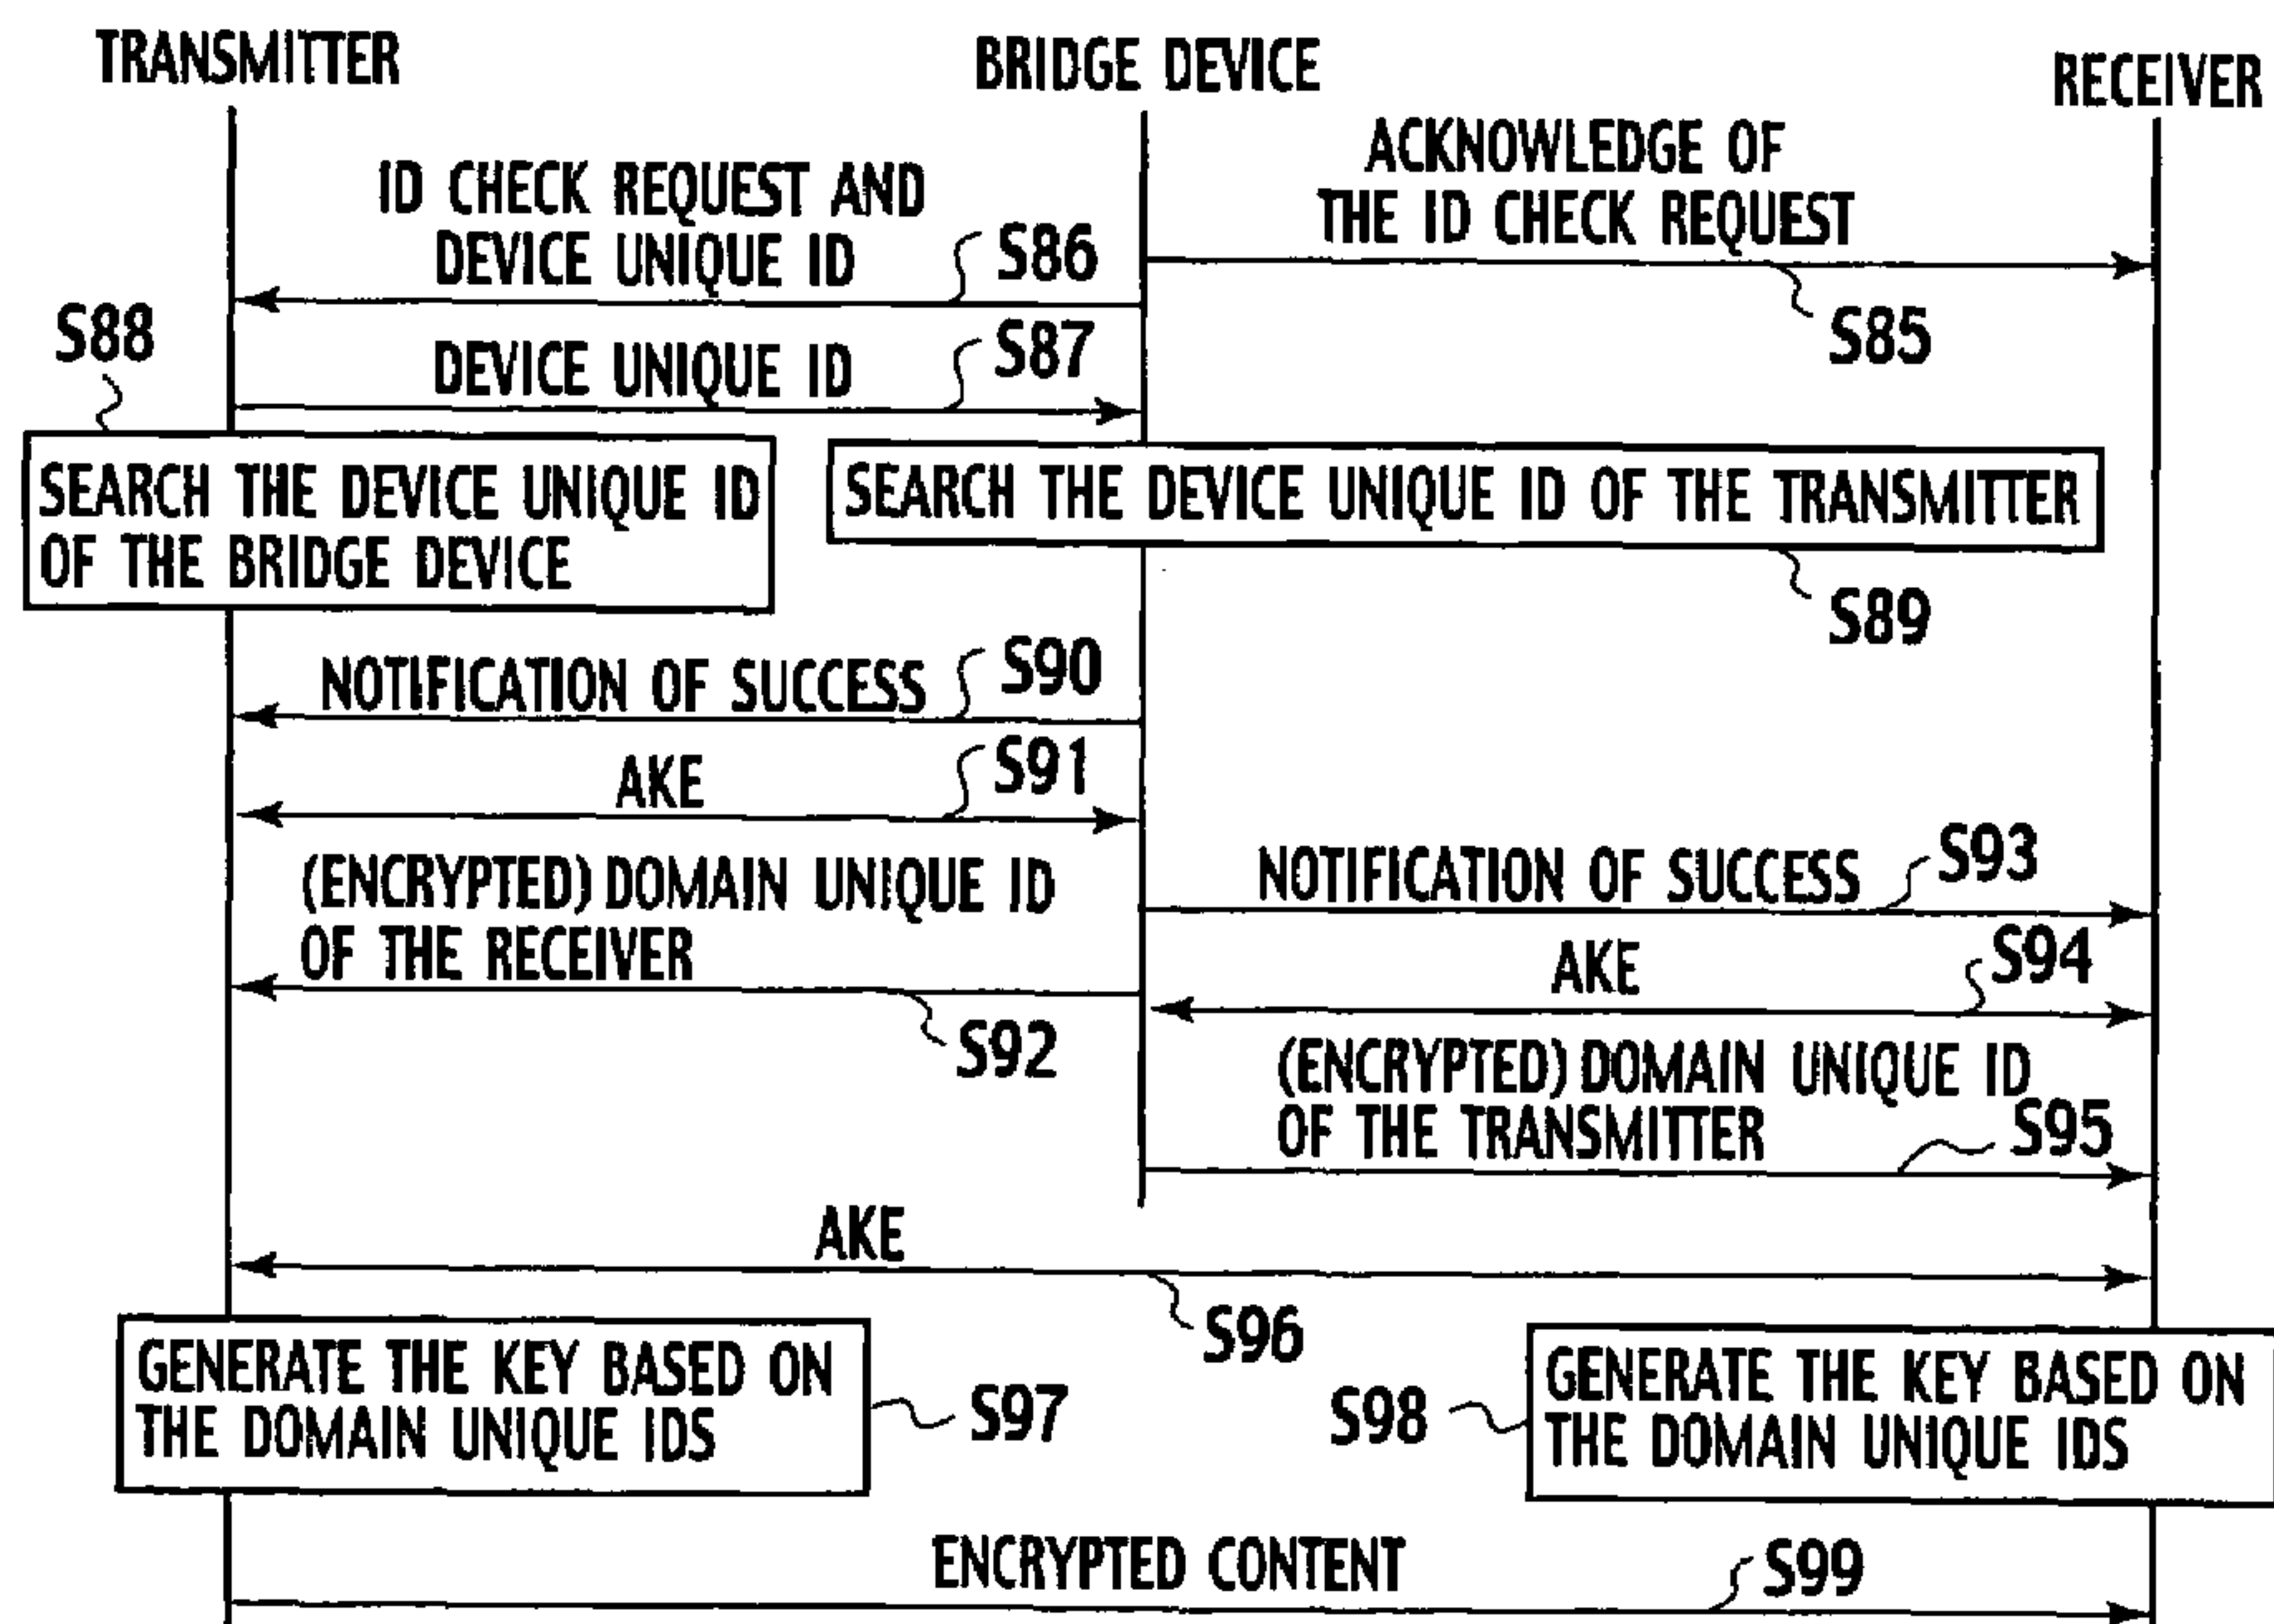 TRANSMITTER
BRIDGE DEVICE
RECEIVER
ACKNOWLEDGE OF
THE ID CHECK REQUEST
S85
ID CHECK REQUEST AND
DEVICE UNIQUE ID
S86
DEVICE UNIQUE ID
S87
S88
SEARCH THE DEVICE UNIQUE ID
OF THE BRIDGE DEVICE
SEARCH THE DEVICE UNIQUE ID OF THE TRANSMITTER
S89
NOTIFICATION OF SUCCESS
S90
AKE
S91
(ENCRYPTED) DOMAIN UNIQUE ID
OF THE RECEIVER
S92
NOTIFICATION OF SUCCESS
S93
AKE
S94
(ENCRYPTED) DOMAIN UNIQUE ID
OF THE TRANSMITTER
S95
AKE
S96
GENERATE THE KEY BASED ON
THE DOMAIN UNIQUE IDS
S97
S98
GENERATE THE KEY BASED ON
THE DOMAIN UNIQUE IDS
ENCRYPTED CONTENT
S99